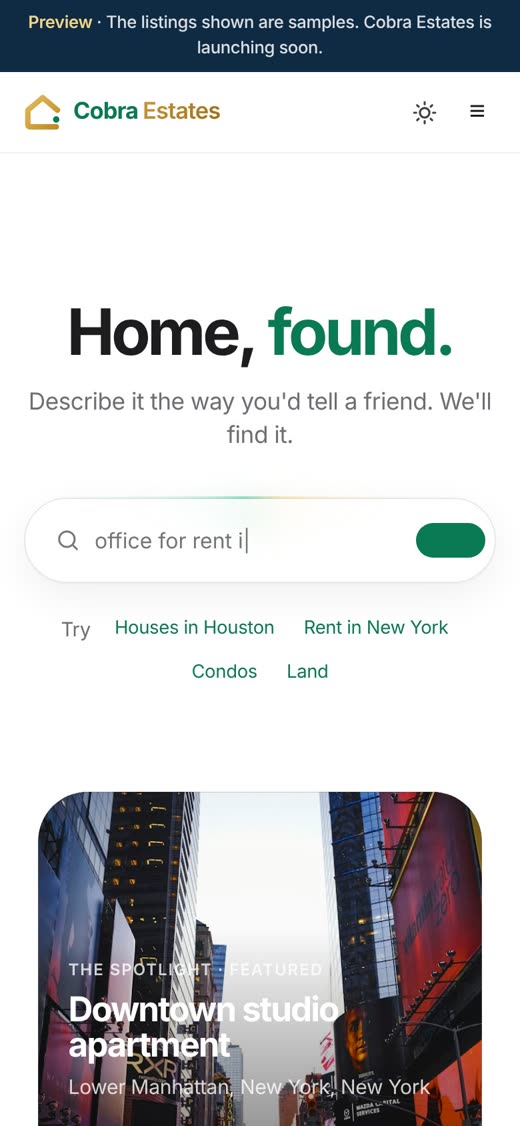 Preview · The listings shown are samples. Cobra Estates is
launching soon.
Cobra Estates
Home, found.
Describe it the way you'd tell a friend. We'll
find it.
office for rent i
Try Houses in Houston Rent in New York
Condos Land
THE SPOTLIGHT · FEATURED
Downtown studio
apartment
RXR
Lower Manhattan, New York, New York